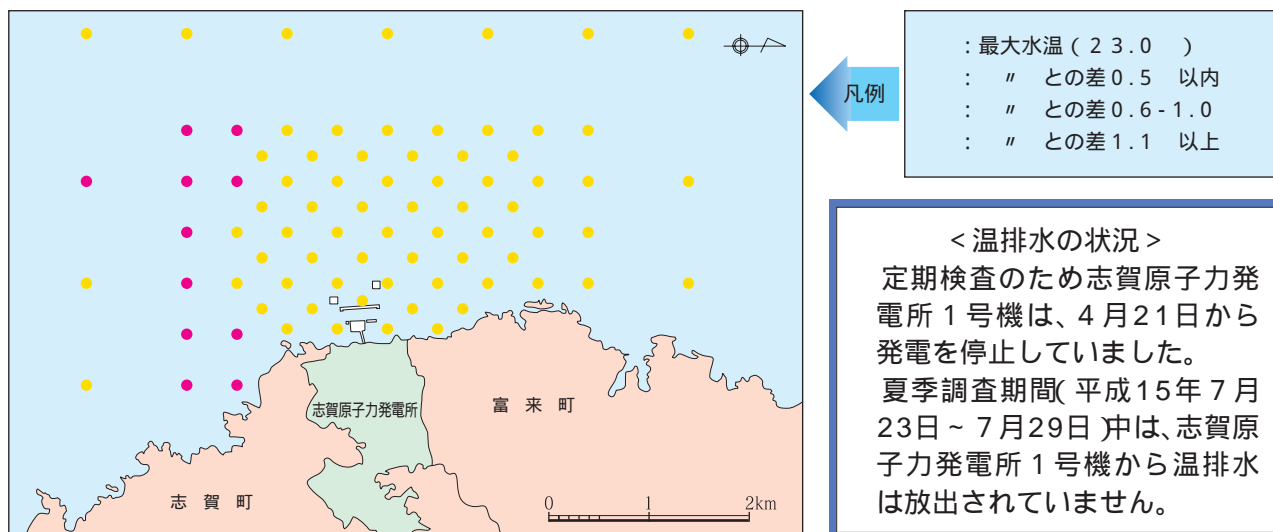 凡例
：最大水温（２３.０　）
：　〃　との差０.５　以内
：　〃　との差０.６-１.０
：　〃　との差１.１　以上
志賀原子力発電所
富来町
志賀町
0 1 2km
＜温排水の状況＞
定期検査のため志賀原子力発
電所１号機は、４月21日から
発電を停止していました。
夏季調査期間（平成15年７月
23日～７月29日）中は、志賀原
子力発電所１号機から温排水
は放出されていません。